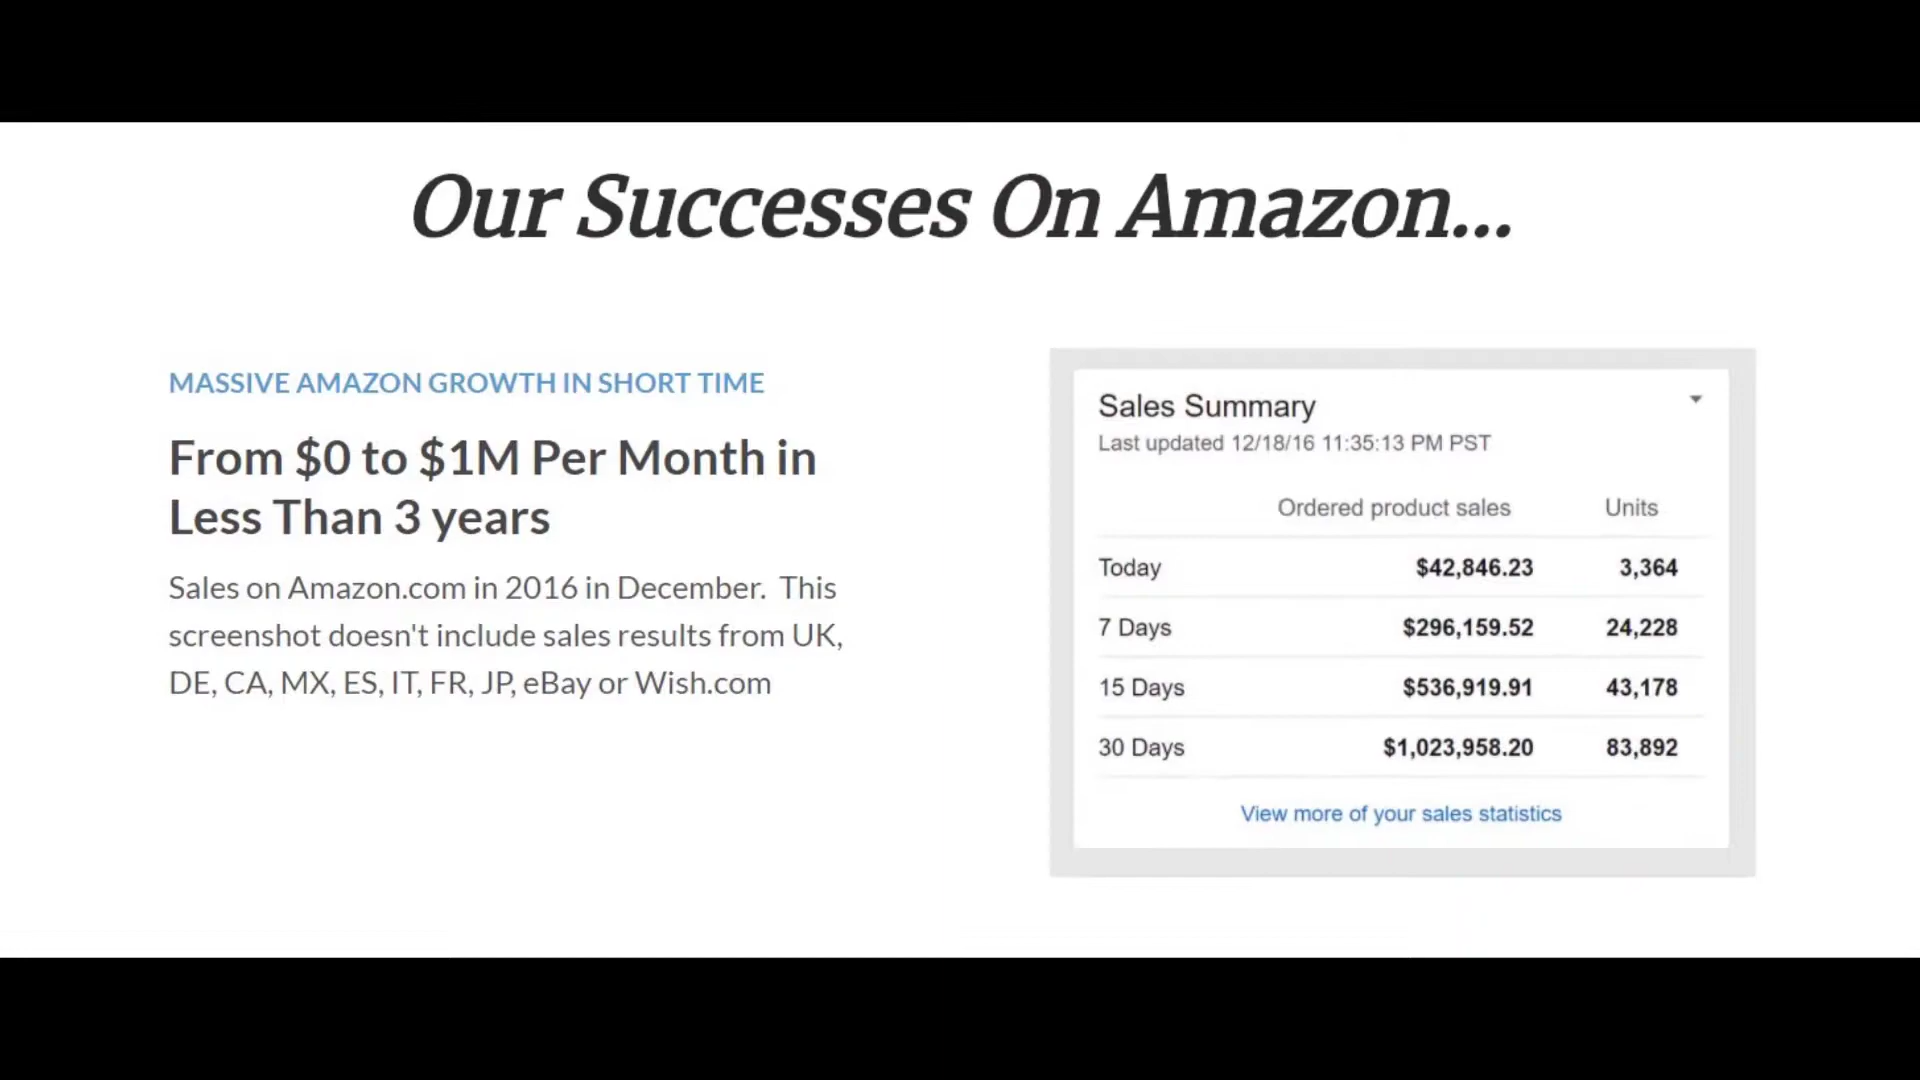 Our Successes On Amazon...
MASSIVE AMAZON GROWTH IN SHORT TIME
From $0 to $1M Per Month in
Less Than 3 years
Sales on Amazon.com in 2016 in December.  This
screenshot doesn't include sales results from UK,
DE, CA, MX, ES, IT, FR, JP, eBay or Wish.com
Sales Summary
Last updated 12/18/16 11:35:13 PM PST
Ordered product sales Units
Today $42,846.23 3,364
7 Days $296,159.52 24,228
15 Days $536,919.91 43,178
30 Days $1,023,958.20 83,892
View more of your sales statistics